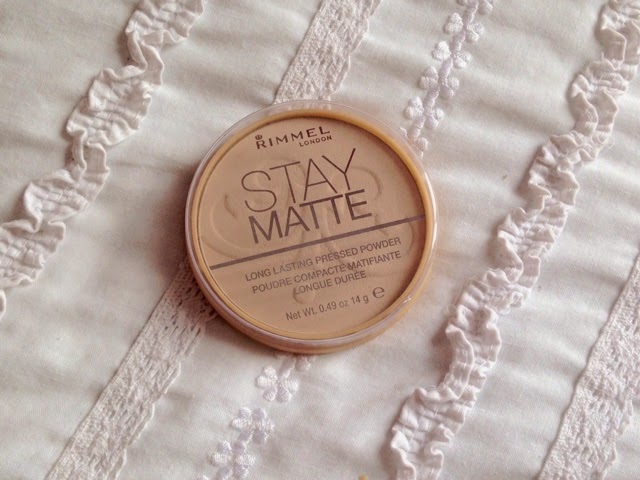 RIMMEL
LONDON
STAY
MATTE
LONG LASTING PRESSED POWDER
POUDRE COMPACTE MATIFIANTE
LONGUE DURÉE
Net Wt. 0.49 oz 14 g ℮